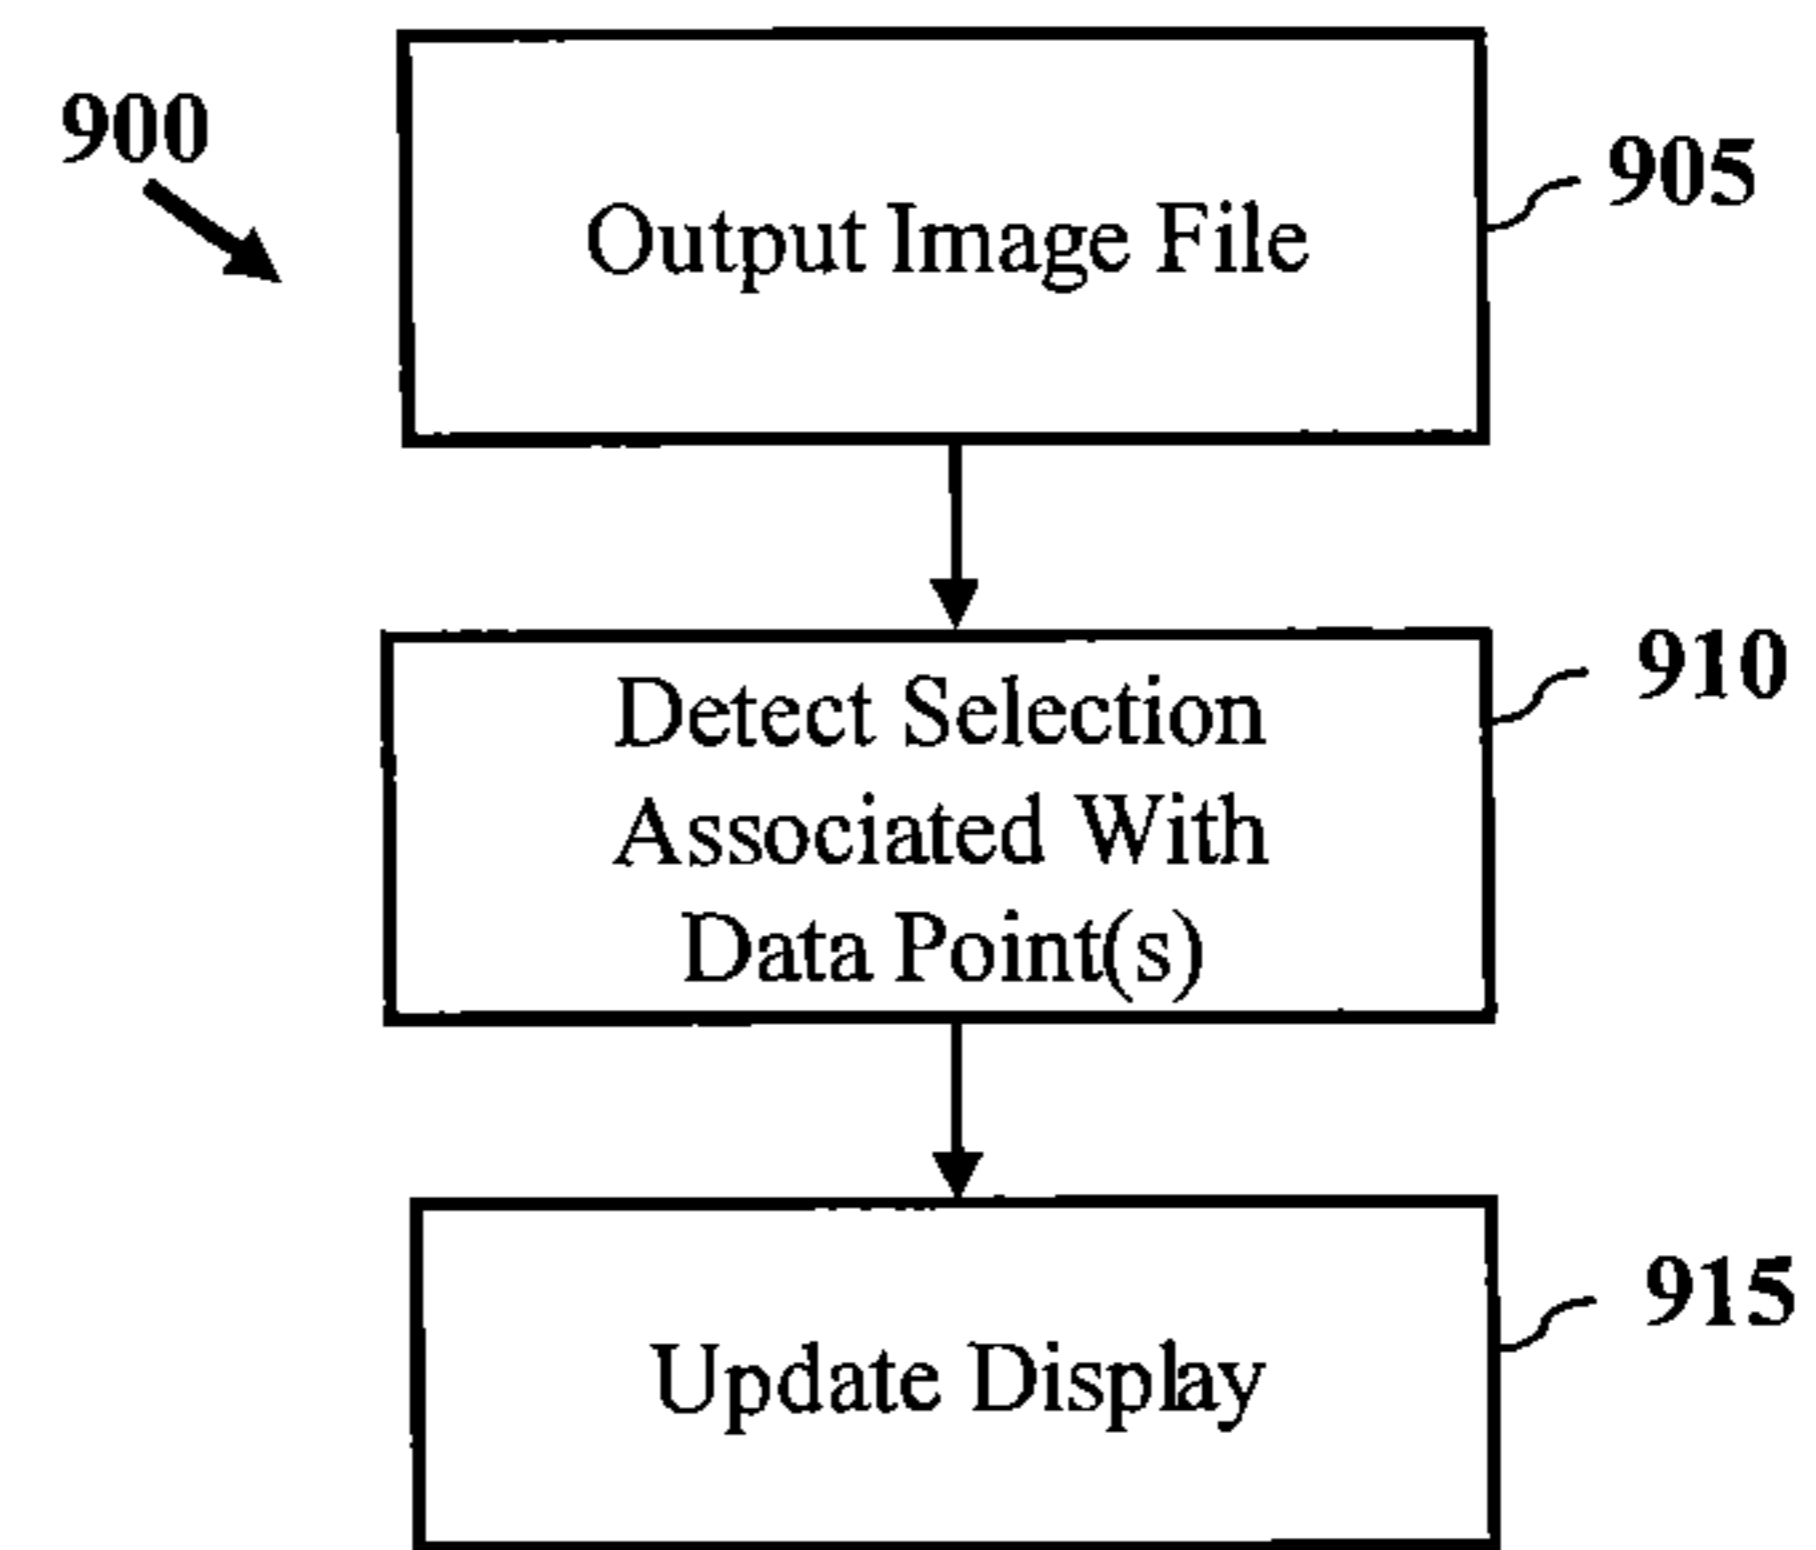 900
Output Image File
905
Detect Selection
Associated With
Data Point(s)
910
Update Display
915